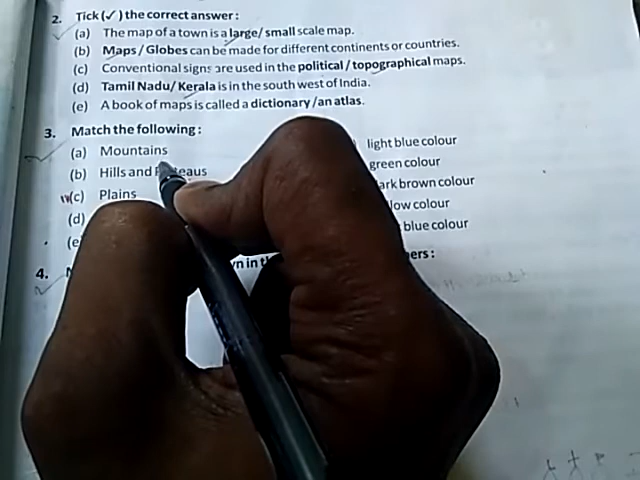 2. Tick (✓) the correct answer :
(a) The map of a town is a large/ small scale map.
(b) Maps / Globes can be made for different continents or countries.
(c) Conventional signs are used in the political / topographical maps.
(d) Tamil Nadu/ Kerala is in the south west of India.
(e) A book of maps is called a dictionary /an atlas.
3. Match the following :
(a) Mountains light blue colour
(b) Hills and green colour
(c) Plains brown colour
(d) colour
(e blue colour
4.